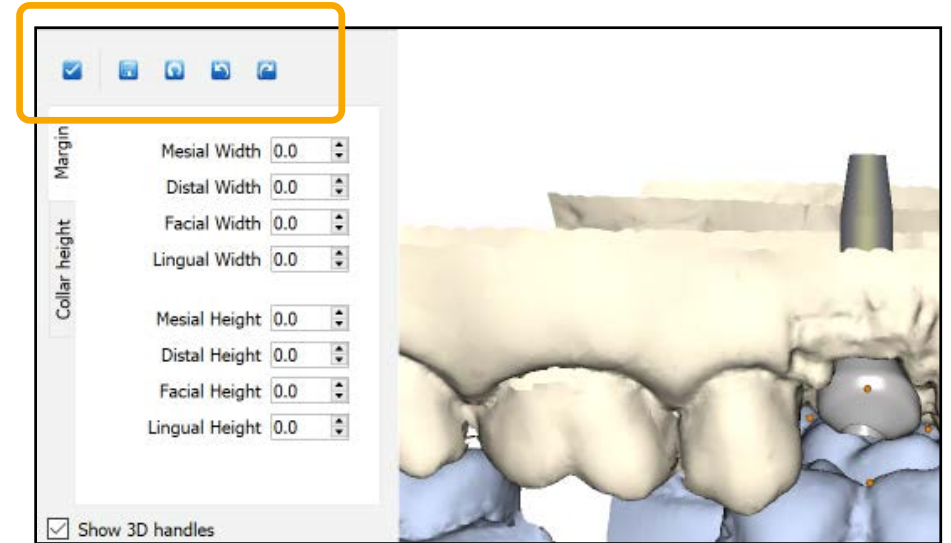 Margin
Collar height
Mesial Width 0.0
Distal Width 0.0
Facial Width 0.0
Lingual Width 0.0
Mesial Height 0.0
Distal Height 0.0
Facial Height 0.0
Lingual Height 0.0
Show 3D handles